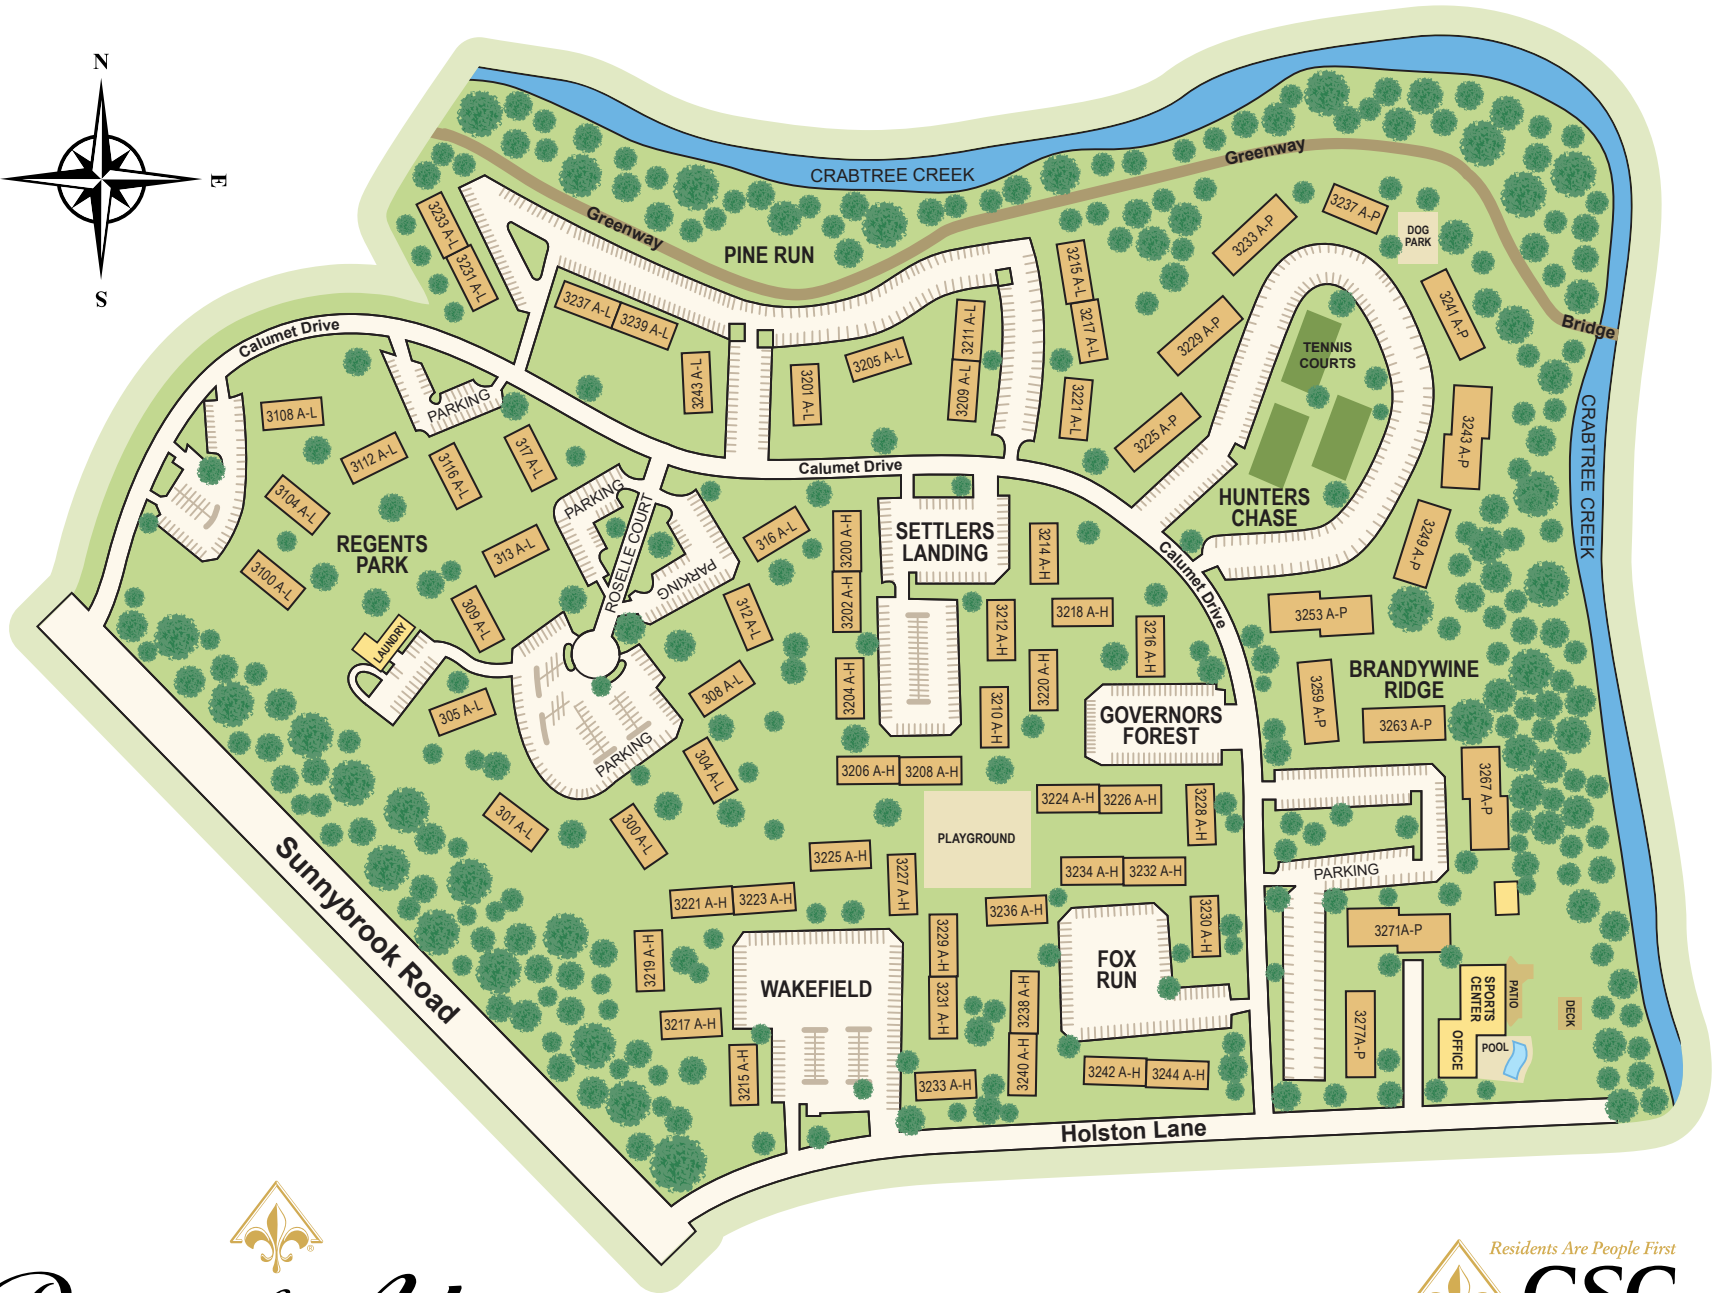 N
E
S
CRABTREE CREEK
Greenway
Greenway
Bridge
CRABTREE CREEK
PINE RUN
3233 A-L
3231 A-L
3237 A-L
3239 A-L
3243 A-L
3201 A-L
3205 A-L
3211 A-L
3209 A-L
3215 A-L
3217 A-L
3221 A-L
3233 A-P
3237 A-P
DOG
PARK
3229 A-P
3225 A-P
3241 A-P
3243 A-P
3249 A-P
TENNIS
COURTS
HUNTERS
CHASE
Calumet Drive
Calumet Drive
Calumet Drive
PARKING
3108 A-L
3112 A-L
3116 A-L
317 A-L
3104 A-L
3100 A-L
REGENTS
PARK
313 A-L
309 A-L
LAUNDRY
305 A-L
PARKING
ROSELLE COURT
PARKING
PARKING
316 A-L
312 A-L
308 A-L
304 A-L
301 A-L
300 A-L
SETTLERS
LANDING
3200 A-H
3202 A-H
3204 A-H
3206 A-H
3208 A-H
3214 A-H
3212 A-H
3218 A-H
3216 A-H
3220 A-H
3210 A-H
GOVERNORS
FOREST
3224 A-H
3226 A-H
3228 A-H
PLAYGROUND
3234 A-H
3232 A-H
3236 A-H
3230 A-H
FOX
RUN
3238 A-H
3240 A-H
3242 A-H
3244 A-H
3225 A-H
3227 A-H
3221 A-H
3223 A-H
3219 A-H
3217 A-H
3215 A-H
WAKEFIELD
3229 A-H
3231 A-H
3233 A-H
3253 A-P
BRANDYWINE
RIDGE
3259 A-P
3263 A-P
3267 A-P
PARKING
3271A-P
3277A-P
SPORTS
CENTER
PATIO
OFFICE
POOL
DECK
Sunnybrook Road
Holston Lane
®
Residents Are People First
CSC